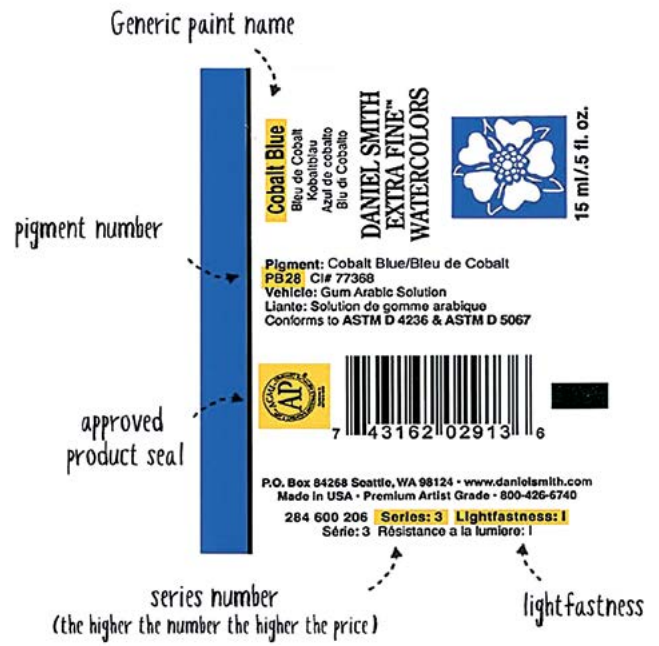 Generic paint name
Cobalt Blue
Bleu de Cobalt
Kobaltblau
Azul de cobalto
Blu di Cobalto
DANIEL SMITH
EXTRA FINE™
WATERCOLORS
15 ml/.5 fl. oz.
pigment number
Pigment: Cobalt Blue/Bleu de Cobalt
PB28 CI# 77368
Vehicle: Gum Arabic Solution
Liante: Solution de gomme arabique
Conforms to ASTM D 4236 & ASTM D 5067
approved
product seal
AP
7 43162 02913 6
P.O. Box 84268 Seattle, WA 98124 • www.danielsmith.com
Made in USA • Premium Artist Grade • 800-426-6740
284 600 206 Series: 3 Lightfastness: I
Série: 3 Résistance a la lumiere: I
series number
(the higher the number the higher the price)
lightfastness